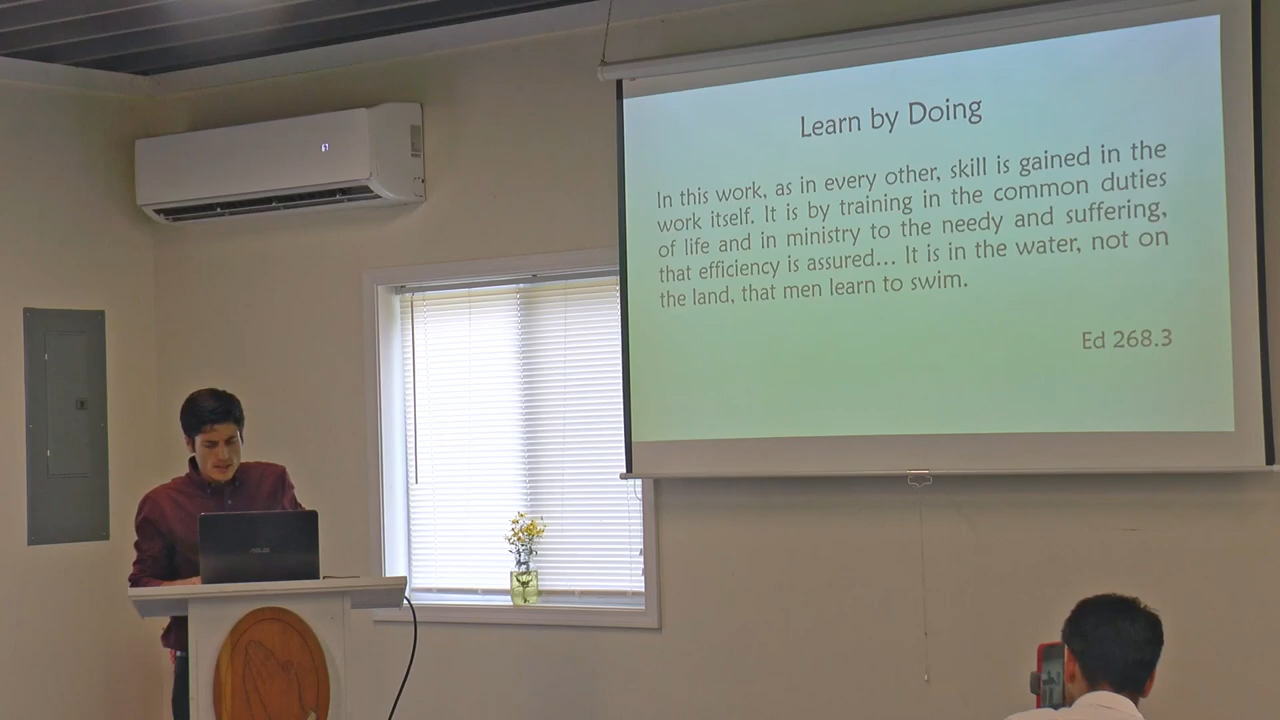 Learn by Doing
In this work, as in every other, skill is gained in the
work itself. It is by training in the common duties
of life and in ministry to the needy and suffering,
that efficiency is assured... It is in the water, not on
the land, that men learn to swim.
Ed 268.3
ASUS